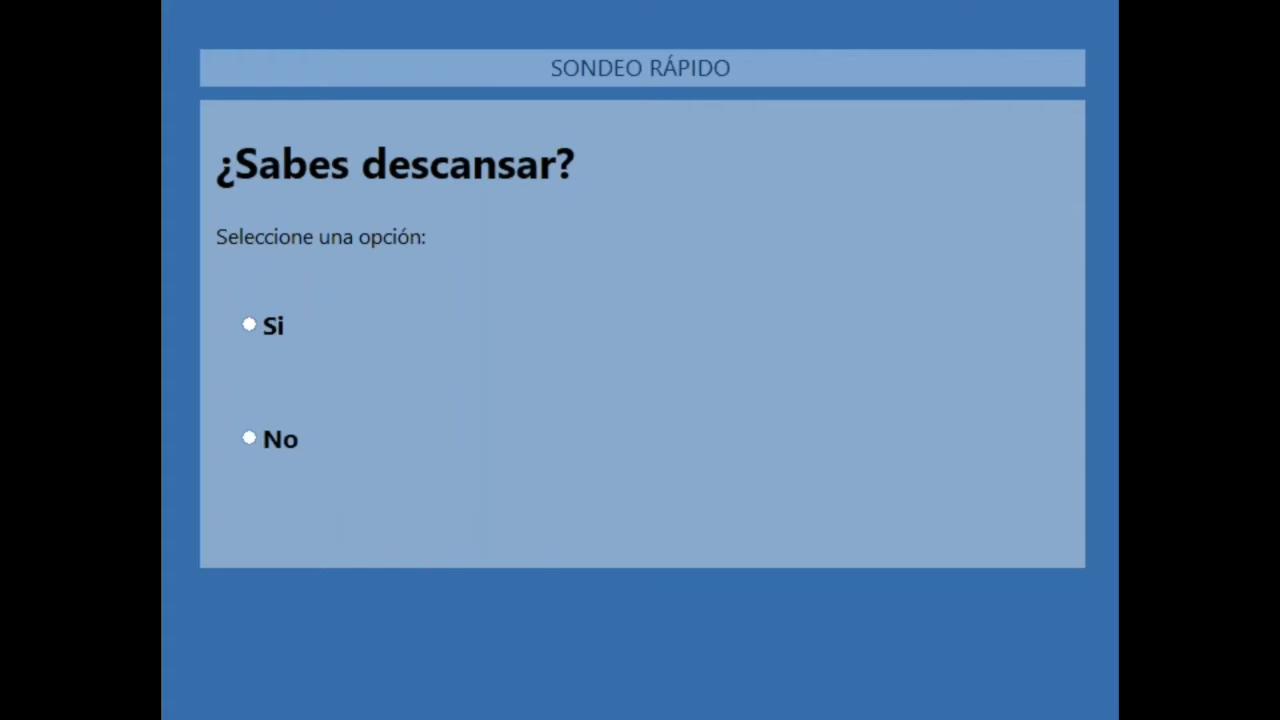 SONDEO RÁPIDO
¿Sabes descansar?
Seleccione una opción:
Si
No